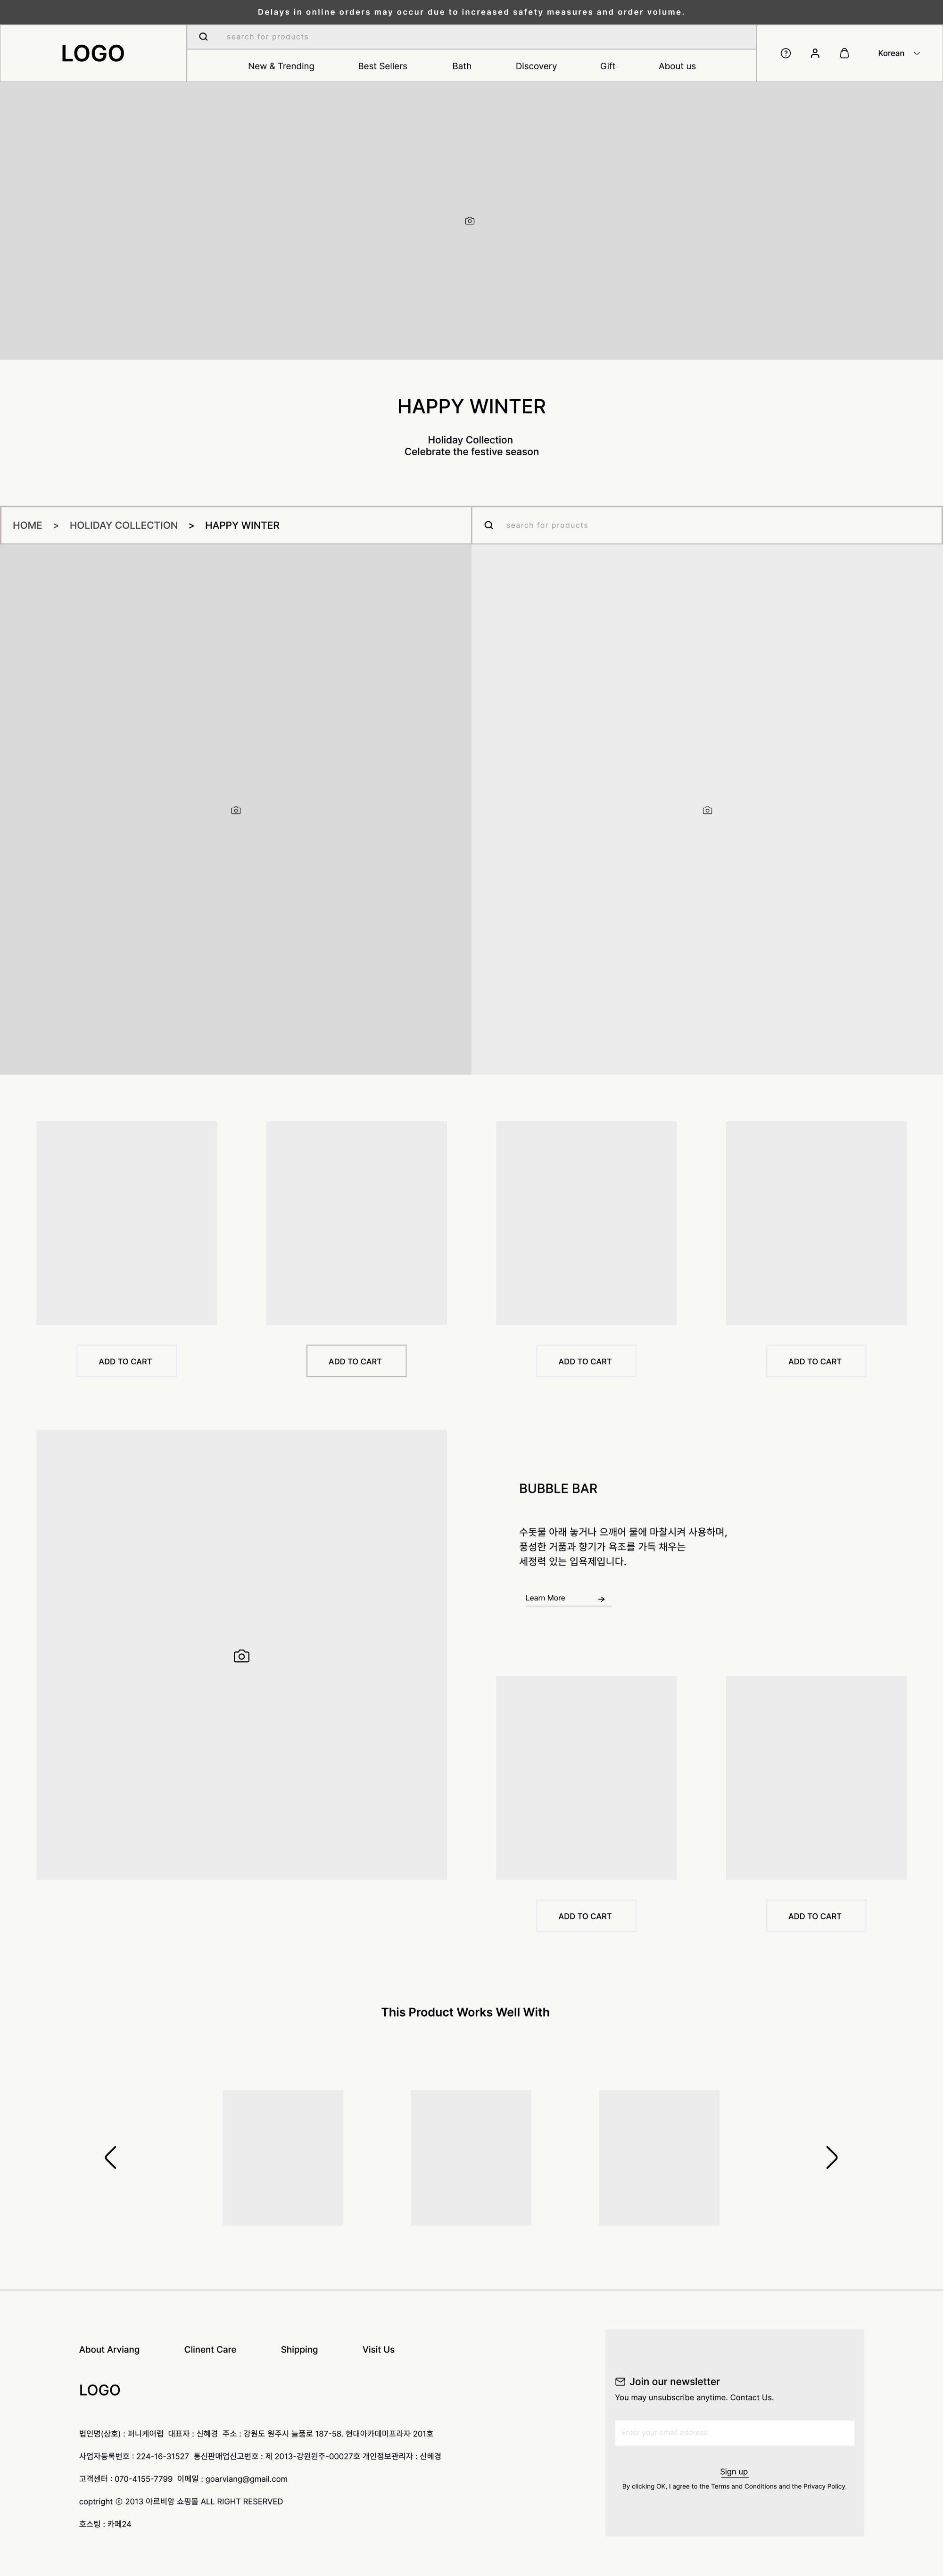 Delays in online orders may occur due to increased safety measures and order volume.
LOGO
search for products
New & Trending
Best Sellers
Bath
Discovery
Gift
About us
Korean
HAPPY WINTER
Holiday Collection
Celebrate the festive season
HOME > HOLIDAY COLLECTION > HAPPY WINTER
search for products
ADD TO CART
ADD TO CART
ADD TO CART
ADD TO CART
BUBBLE BAR
수돗물 아래 놓거나 으깨어 물에 마찰시켜 사용하며,
풍성한 거품과 향기가 욕조를 가득 채우는
세정력 있는 입욕제입니다.
Learn More
ADD TO CART
ADD TO CART
This Product Works Well With
About Arviang
Clinent Care
Shipping
Visit Us
LOGO
법인명(상호) : 퍼니케어랩 대표자 : 신혜경 주소 : 강원도 원주시 늘품로 187-58. 현대아카데미프라자 201호
사업자등록번호 : 224-16-31527 통신판매업신고번호 : 제 2013-강원원주-00027호 개인정보관리자 : 신혜경
고객센터 : 070-4155-7799 이메일 : goarviang@gmail.com
coptright ⓒ 2013 아르비앙 쇼핑몰 ALL RIGHT RESERVED
호스팅 : 카페24
Join our newsletter
You may unsubscribe anytime. Contact Us.
Enter your email address
Sign up
By clicking OK, I agree to the Terms and Conditions and the Privacy Policy.